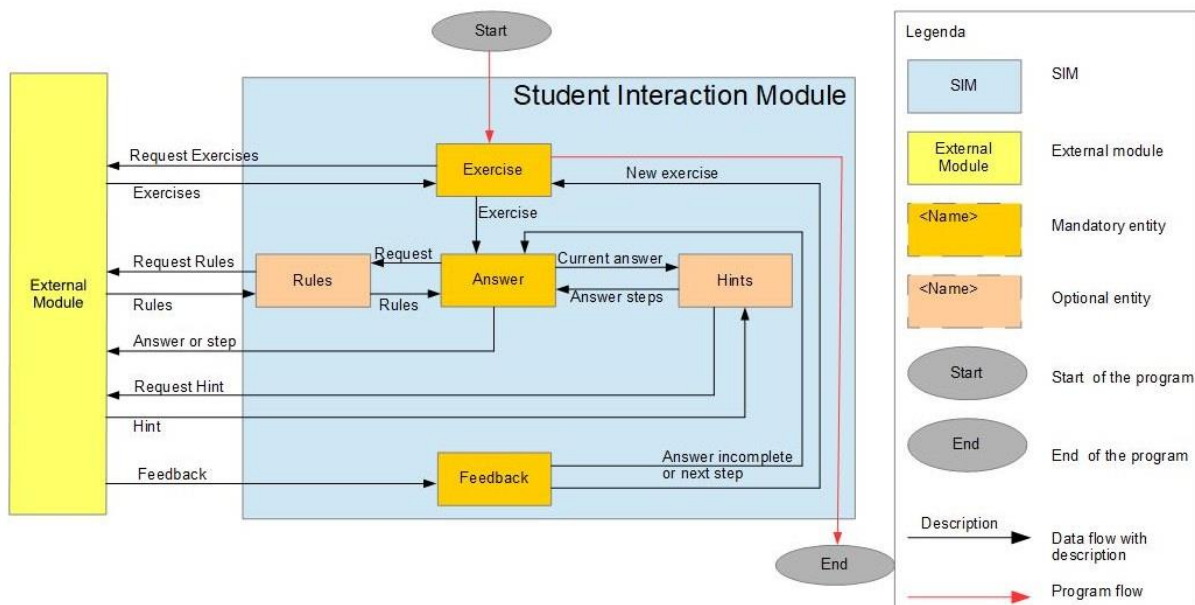 Start
Student Interaction Module
Request Exercises
Exercise
New exercise
Exercises
Exercise
Request
Request Rules
Rules
Answer
Current answer
Hints
External
Module
Rules
Rules
Answer steps
Answer or step
Request Hint
Hint
Feedback
Feedback
Answer incomplete
or next step
End
Legenda
SIM
SIM
External
Module
External module
<Name>
Mandatory entity
<Name>
Optional entity
Start
Start of the program
End
End of the program
Description
Data flow with
description
Program flow